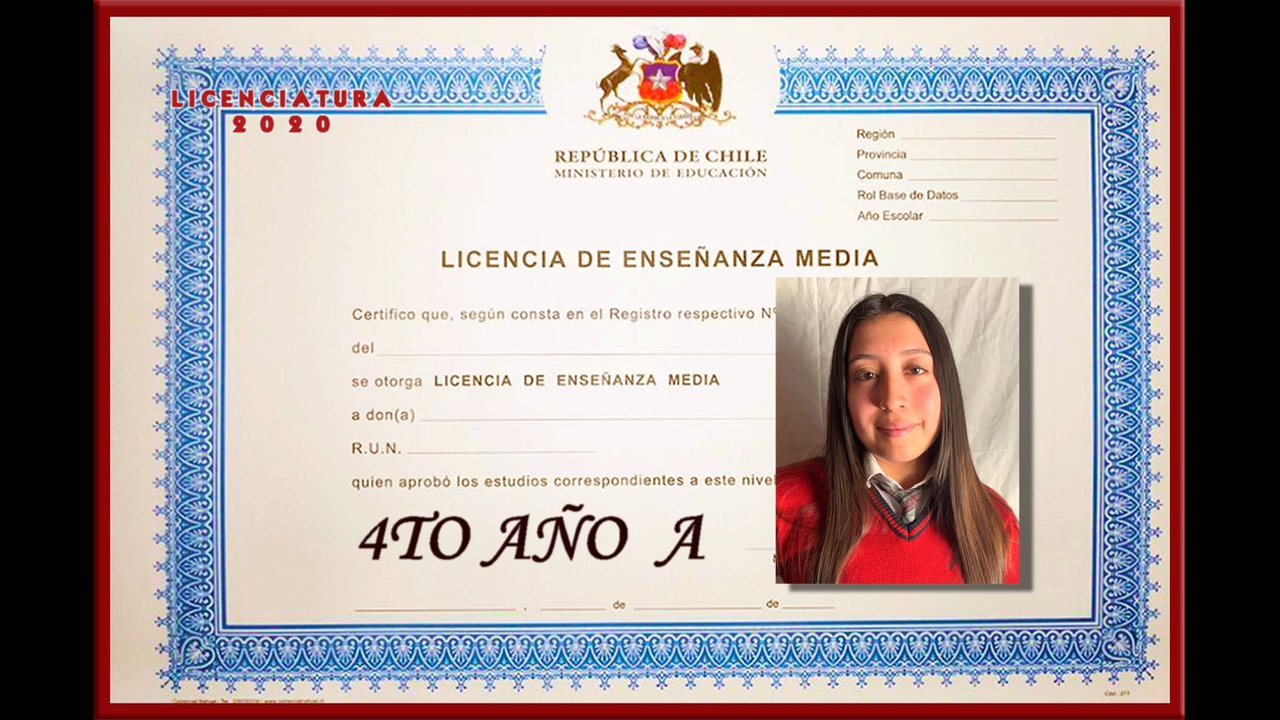 LICENCIATURA
2020
REPÚBLICA DE CHILE
MINISTERIO DE EDUCACIÓN
Región
Provincia
Comuna
Rol Base de Datos
Año Escolar
LICENCIA DE ENSEÑANZA MEDIA
Certifico que, según consta en el Registro respectivo Nº
del
se otorga LICENCIA DE ENSEÑANZA MEDIA
a don(a)
R.U.N.
quien aprobó los estudios correspondientes a este nivel
4TO AÑO A
, de de